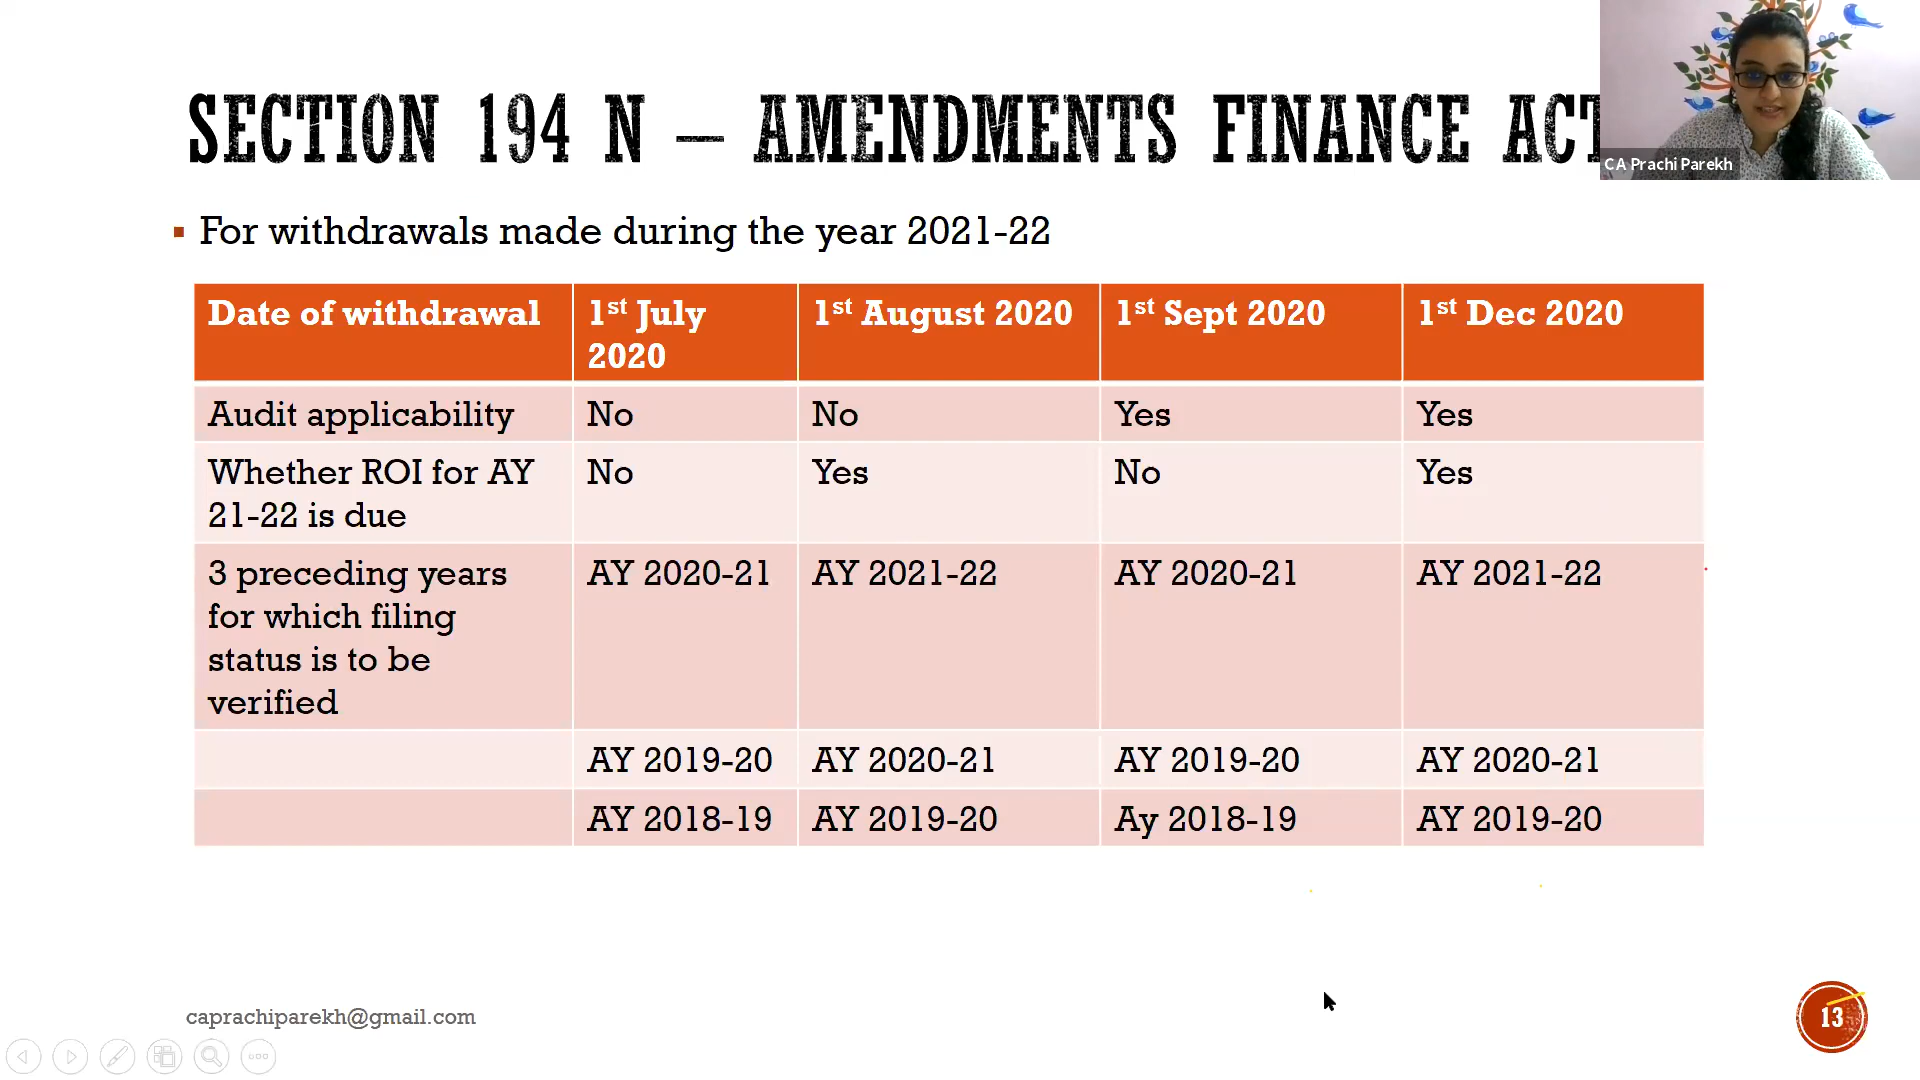 SECTION 194 N – AMENDMENTS FINANCE ACT
CA Prachi Parekh
▪ For withdrawals made during the year 2021-22
Date of withdrawal 1st July 2020 1st August 2020 1st Sept 2020 1st Dec 2020
Audit applicability No No Yes Yes
Whether ROI for AY 21-22 is due No Yes No Yes
3 preceding years for which filing status is to be verified AY 2020-21 AY 2021-22 AY 2020-21 AY 2021-22
AY 2019-20 AY 2020-21 AY 2019-20 AY 2020-21
AY 2018-19 AY 2019-20 Ay 2018-19 AY 2019-20
caprachiparekh@gmail.com
13